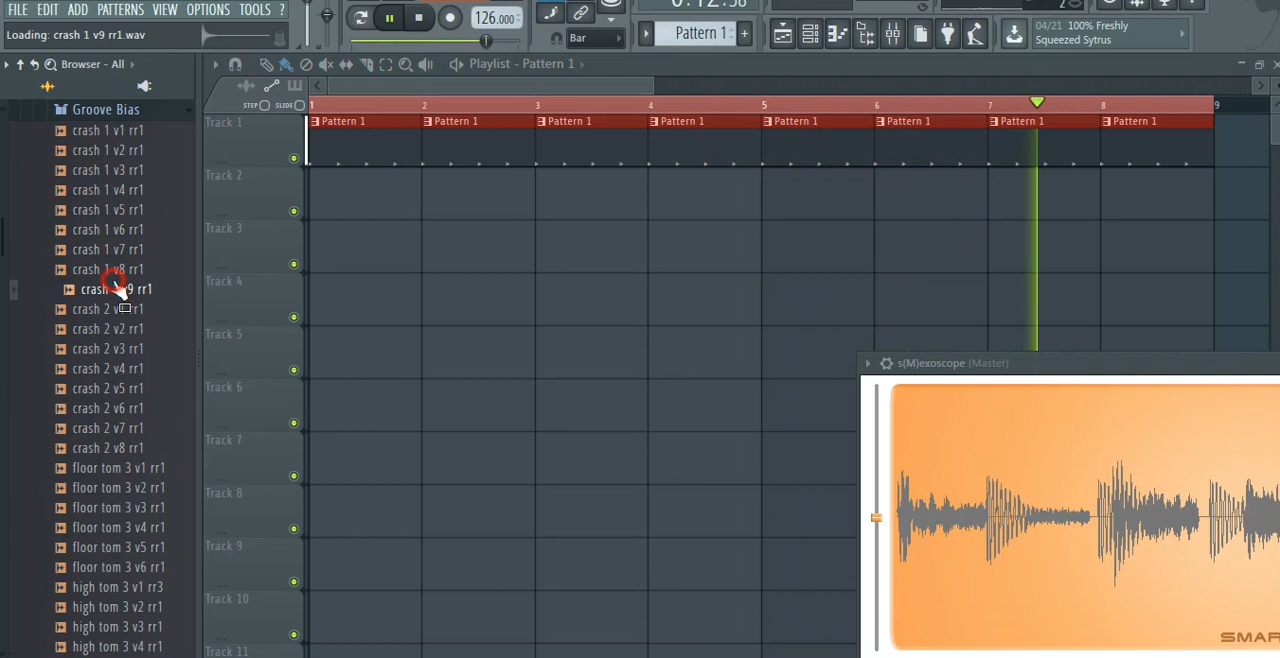 FILE EDIT ADD PATTERNS VIEW OPTIONS TOOLS ?
Loading: crash 1 v9 rr1.wav
126.000
Bar
Pattern 1
04/21 100% Freshly
Squeezed Sytrus
Browser - All
Playlist - Pattern 1
STEP SLIDE
1 2 3 4 5 6 7 8 9
Groove Bias
crash 1 v1 rr1
crash 1 v2 rr1
crash 1 v3 rr1
crash 1 v4 rr1
crash 1 v5 rr1
crash 1 v6 rr1
crash 1 v7 rr1
crash 1 v8 rr1
crash v9 rr1
crash 2 rr1
crash 2 v2 rr1
crash 2 v3 rr1
crash 2 v4 rr1
crash 2 v5 rr1
crash 2 v6 rr1
crash 2 v7 rr1
crash 2 v8 rr1
floor tom 3 v1 rr1
floor tom 3 v2 rr1
floor tom 3 v3 rr1
floor tom 3 v4 rr1
floor tom 3 v5 rr1
floor tom 3 v6 rr1
high tom 3 v1 rr3
high tom 3 v2 rr1
high tom 3 v3 rr1
high tom 3 v4 rr1
Track 1
Pattern 1 Pattern 1 Pattern 1 Pattern 1 Pattern 1 Pattern 1 Pattern 1 Pattern 1
Track 2
Track 3
Track 4
Track 5
Track 6
Track 7
Track 8
Track 9
Track 10
Track 11
s(M)exoscope (Master)